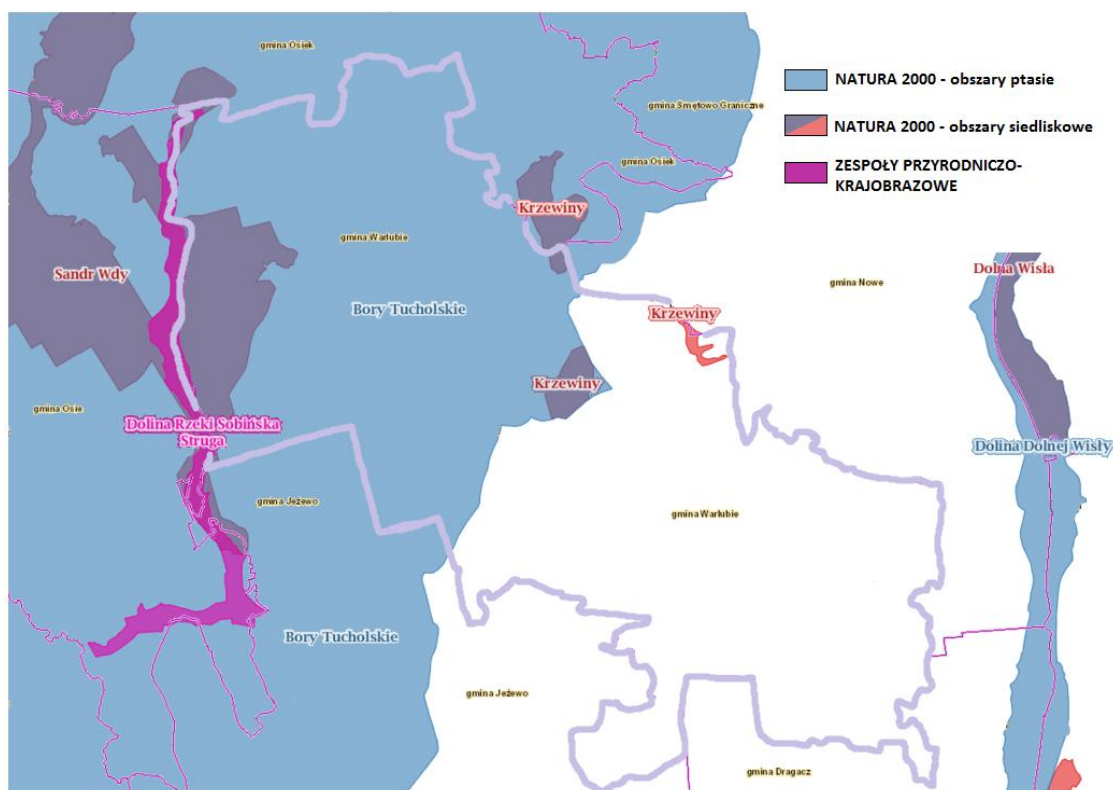 gmina Osiek
NATURA 2000 - obszary ptasie
gmina Smętowo Graniczne
NATURA 2000 - obszary siedliskowe
gmina Osiek
ZESPOŁY PRZYRODNICZO-
KRAJOBRAZOWE
Krzewiny
gmina Warlubie
Sandr Wdy
Dolna Wisła
gmina Nowe
Bory Tucholskie
Krzewiny
Krzewiny
gmina Osie
Dolina Rzeki Sobińska
Struga
Dolina Dolnej Wisły
gmina Jeżewo
gmina Warlubie
Bory Tucholskie
gmina Jeżewo
gmina Dragacz